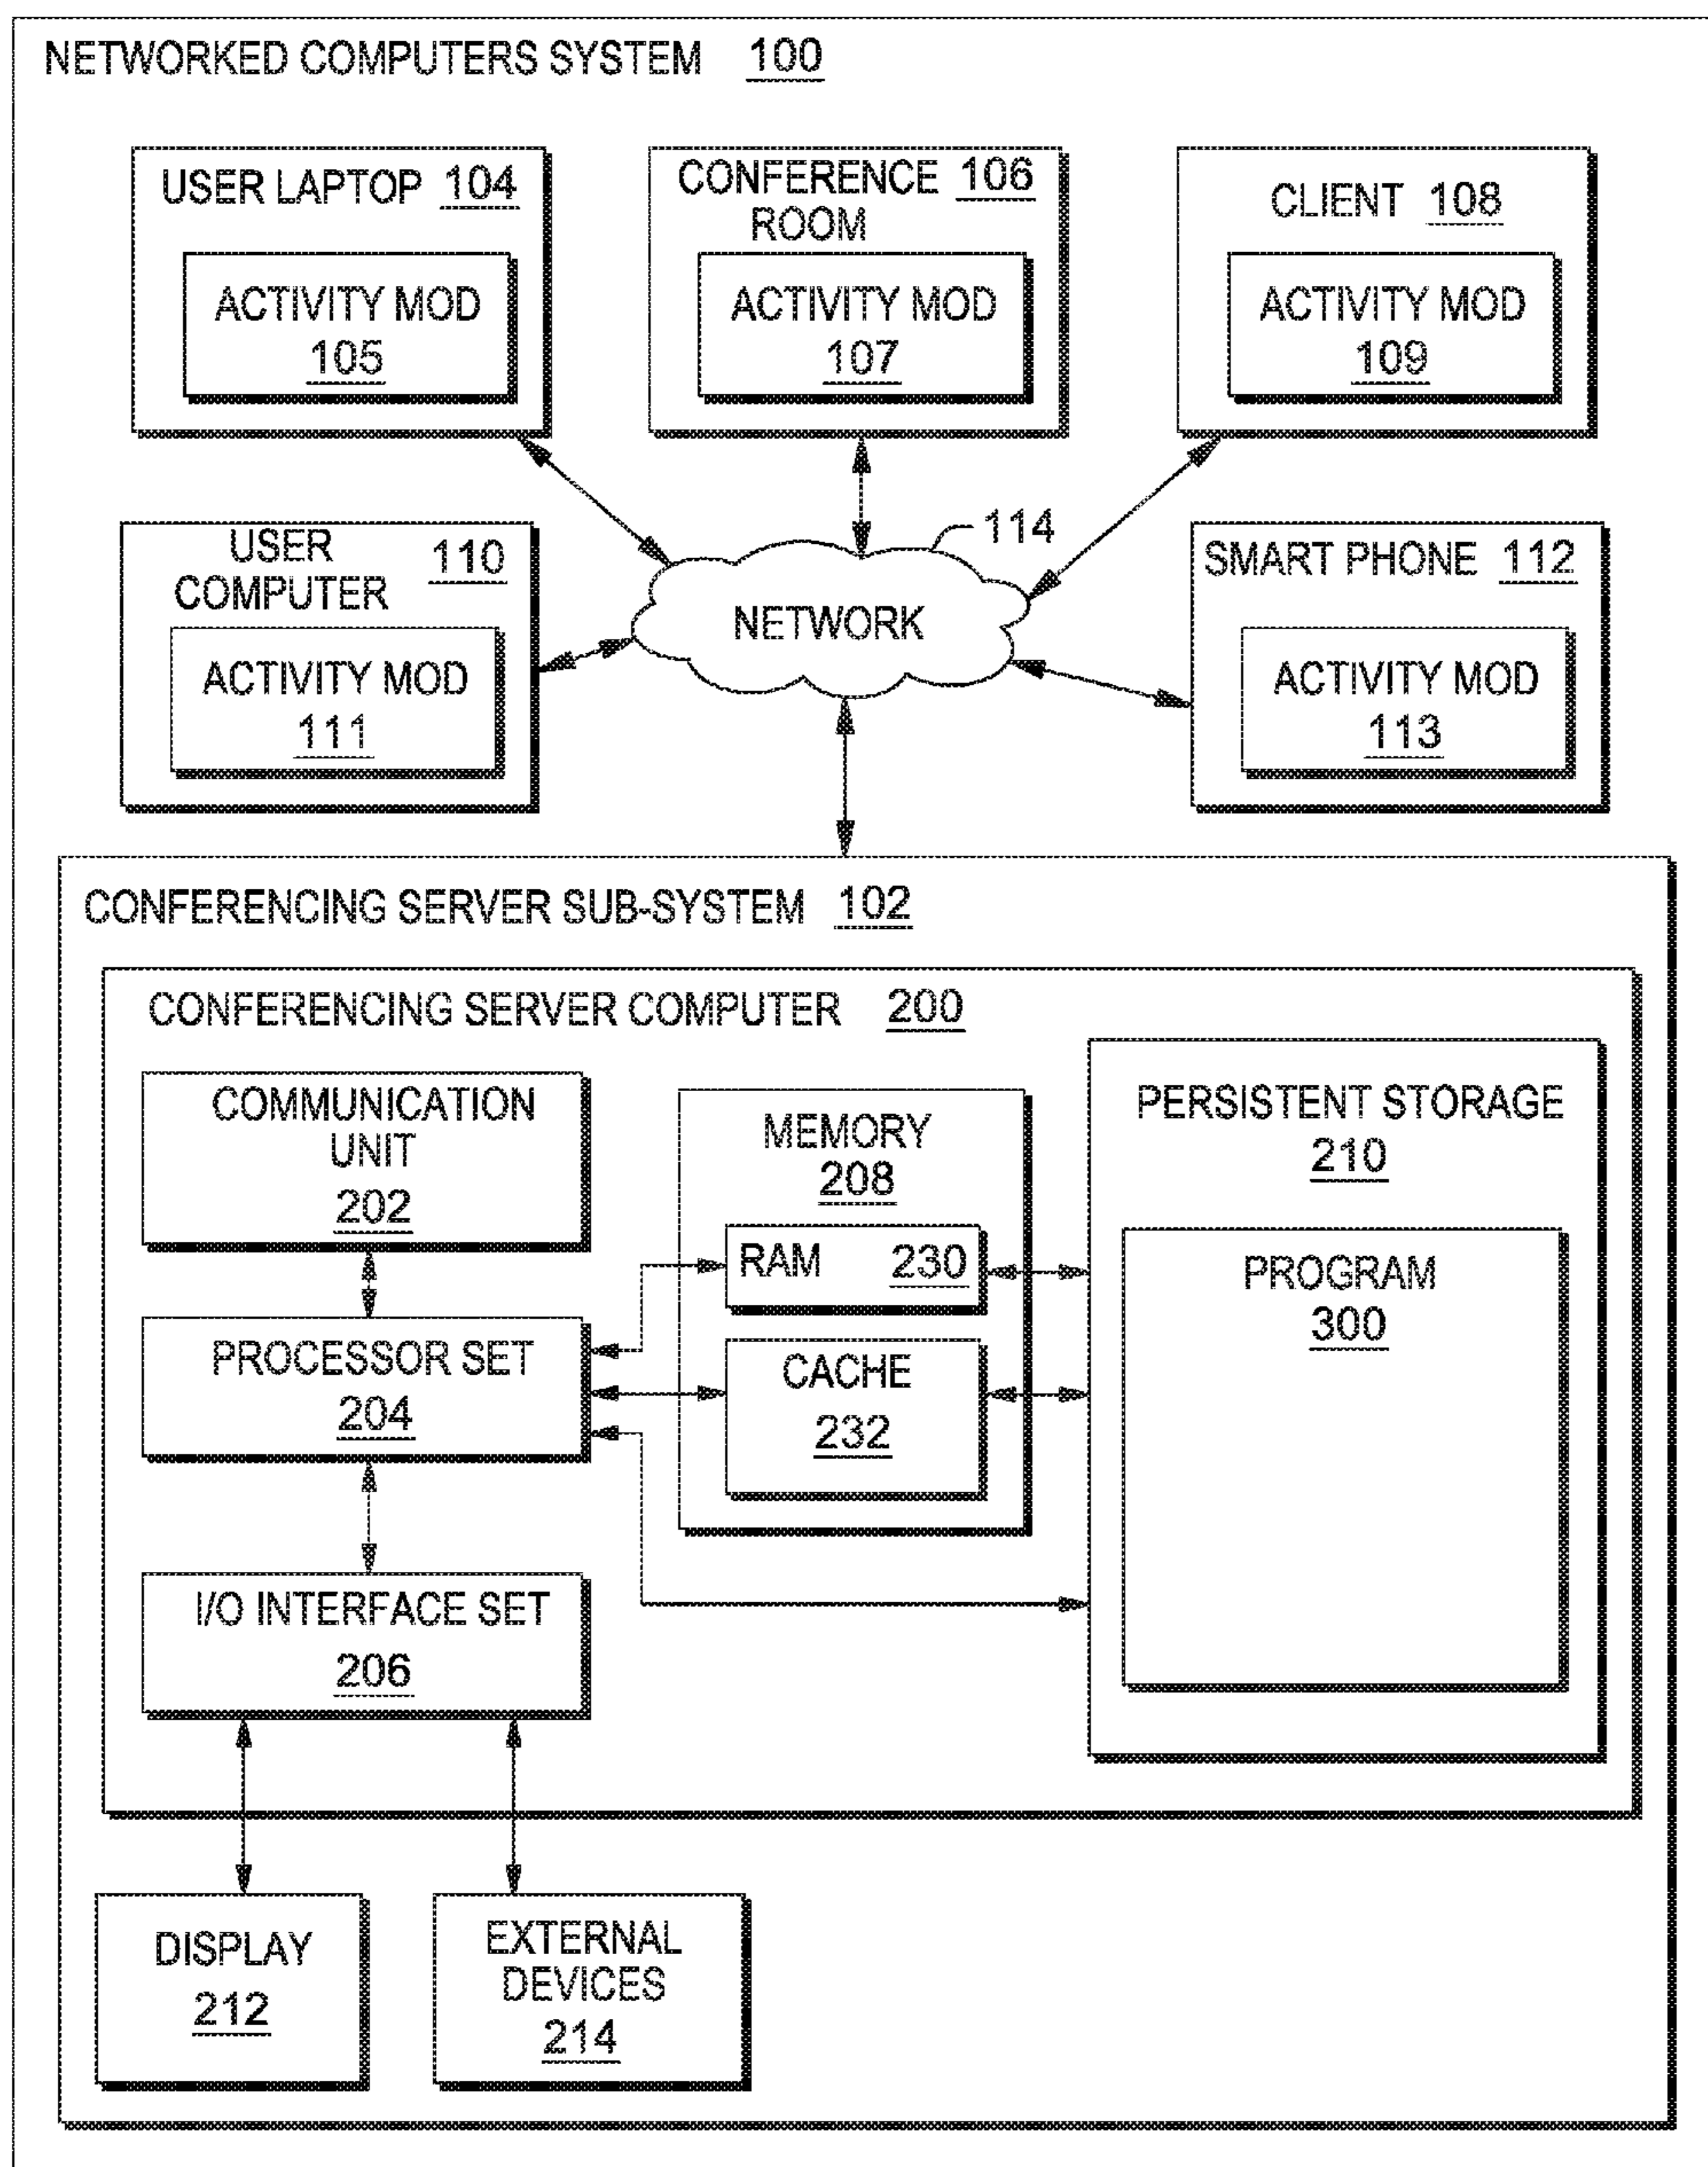 NETWORKED COMPUTERS SYSTEM 100
USER LAPTOP 104
ACTIVITY MOD
105
CONFERENCE 106
ROOM
ACTIVITY MOD
107
CLIENT 108
ACTIVITY MOD
109
USER 110
COMPUTER
ACTIVITY MOD
111
114
NETWORK
SMART PHONE 112
ACTIVITY MOD
113
CONFERENCING SERVER SUB-SYSTEM 102
CONFERENCING SERVER COMPUTER 200
COMMUNICATION
UNIT
202
PROCESSOR SET
204
I/O INTERFACE SET
206
MEMORY
208
RAM 230
CACHE
232
PERSISTENT STORAGE
210
PROGRAM
300
DISPLAY
212
EXTERNAL
DEVICES
214